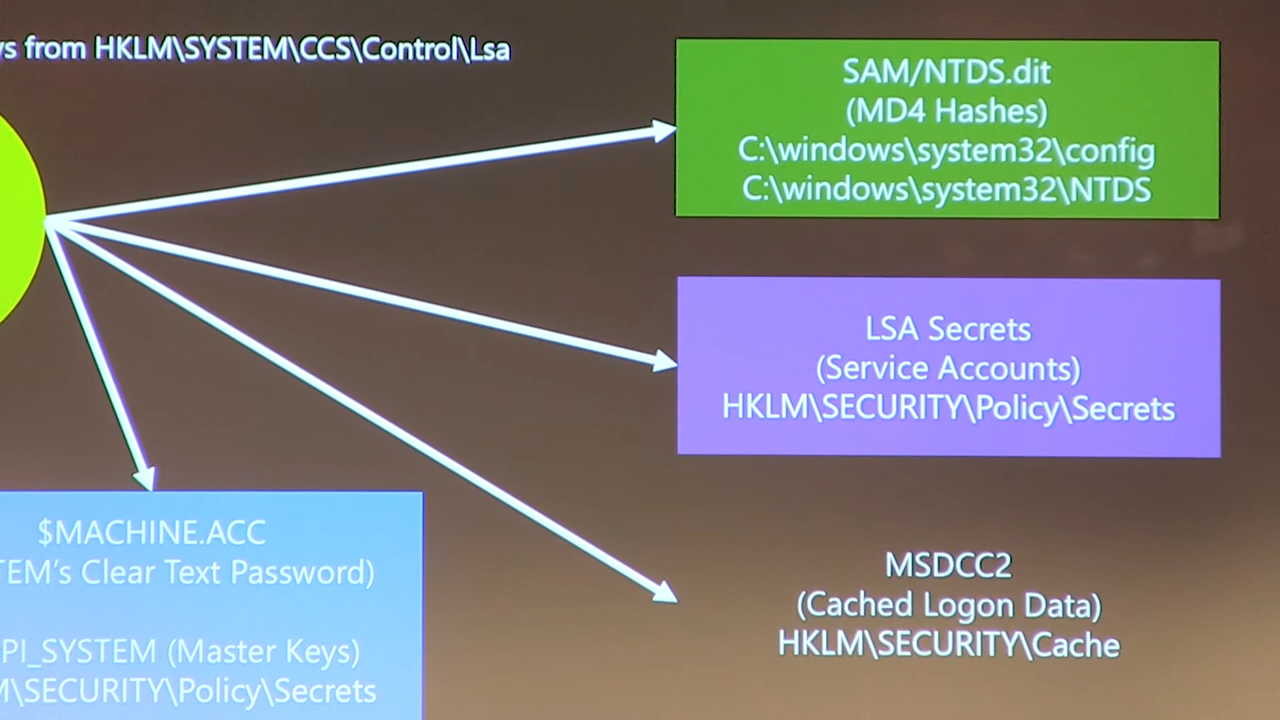 from HKLM\SYSTEM\CCS\Control\Lsa
SAM/NTDS.dit
(MD4 Hashes)
C:\windows\system32\config
C:\windows\system32\NTDS
LSA Secrets
(Service Accounts)
HKLM\SECURITY\Policy\Secrets
$MACHINE.ACC
TEM's Clear Text Password)
PI_SYSTEM (Master Keys)
M\SECURITY\Policy\Secrets
MSDCC2
(Cached Logon Data)
HKLM\SECURITY\Cache